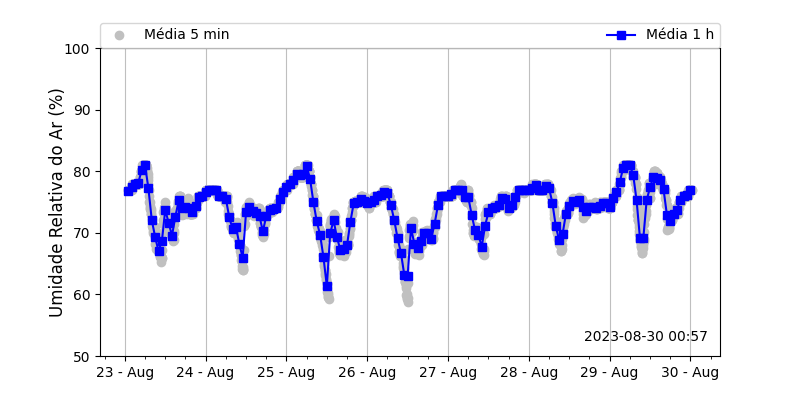 Média 5 min
Média 1 h
100
90
80
70
60
50
Umidade Relativa do Ar (%)
2023-08-30 00:57
23 - Aug
24 - Aug
25 - Aug
26 - Aug
27 - Aug
28 - Aug
29 - Aug
30 - Aug